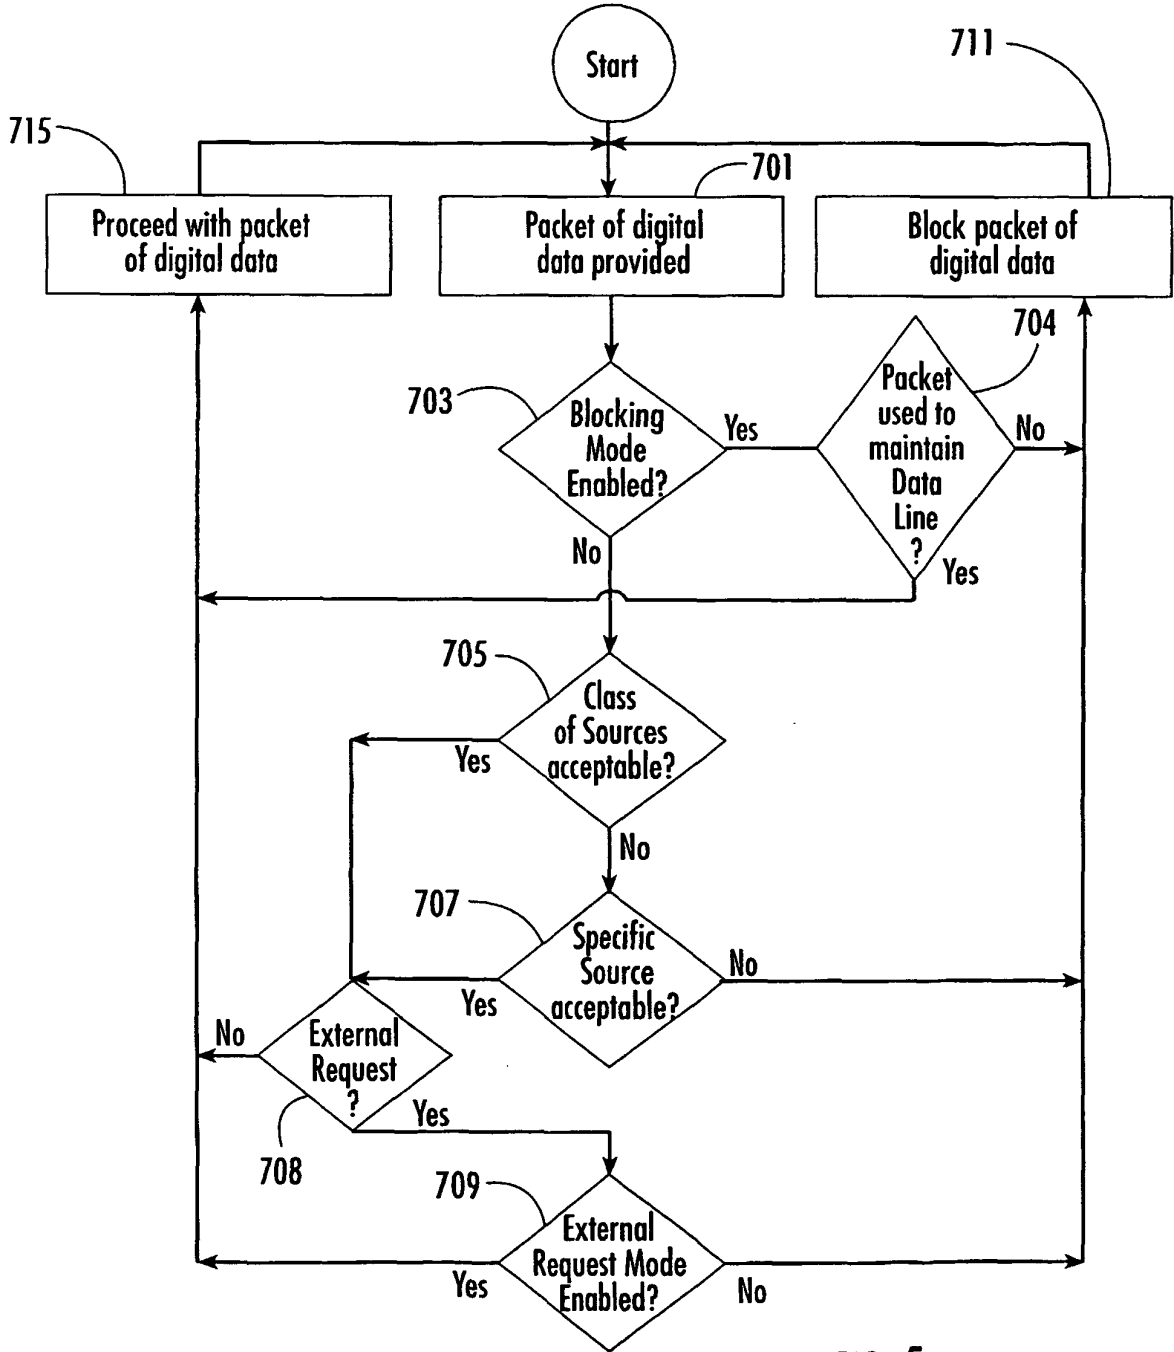 Start
711
715
701
Proceed with packet
of digital data
Packet of digital
data provided
Block packet of
digital data
704
703
Blocking
Mode
Enabled?
Yes
Packet
used to
maintain
Data
Line
?
No
No
Yes
705
Class
of Sources
acceptable?
Yes
No
707
Specific
Source
acceptable?
No
Yes
No
External
Request
?
Yes
708
709
External
Request Mode
Enabled?
Yes
No